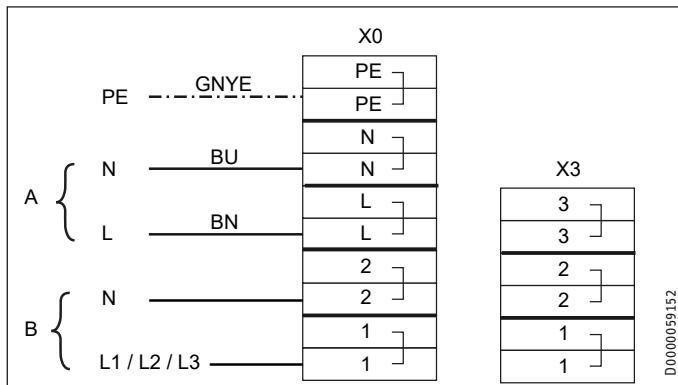 X0
PE
PE GNYE PE
N
A N BU N
L
L BN L
2
B N 2
1
L1 / L2 / L3 1
X3
3
3
2
2
1
1
D0000059152